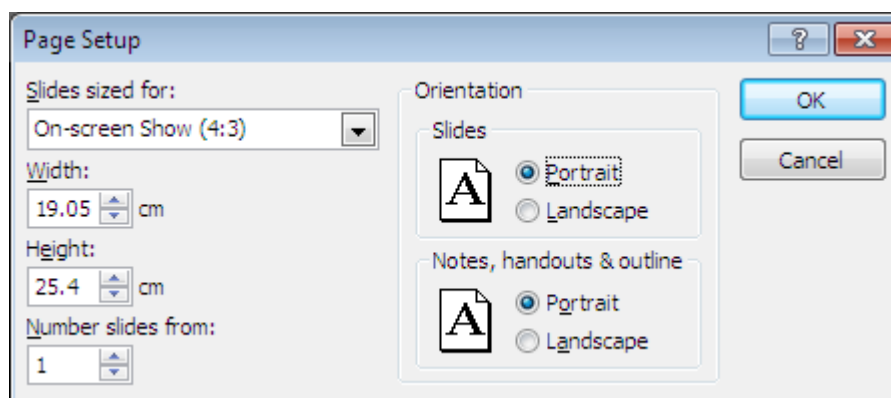 Page Setup
Slides sized for:
On-screen Show (4:3)
Width:
19.05 cm
Height:
25.4 cm
Number slides from:
1
Orientation
Slides
A
Portrait
Landscape
Notes, handouts & outline
A
Portrait
Landscape
OK
Cancel